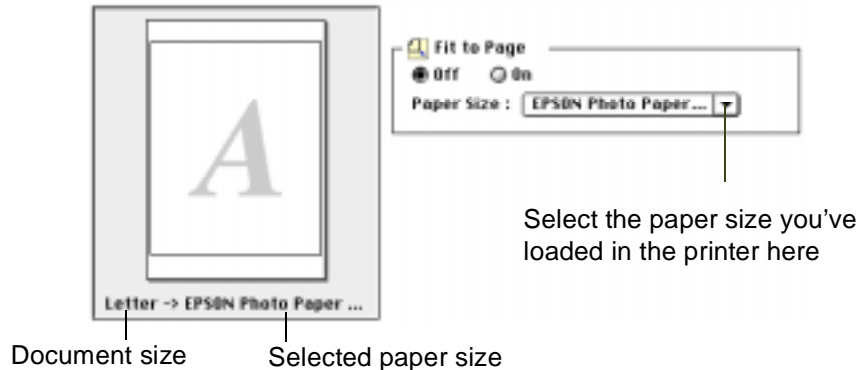 Fit to Page
Off On
Paper Size : EPSON Photo Paper...
A
Select the paper size you've
loaded in the printer here
Letter -> EPSON Photo Paper ...
Document size Selected paper size